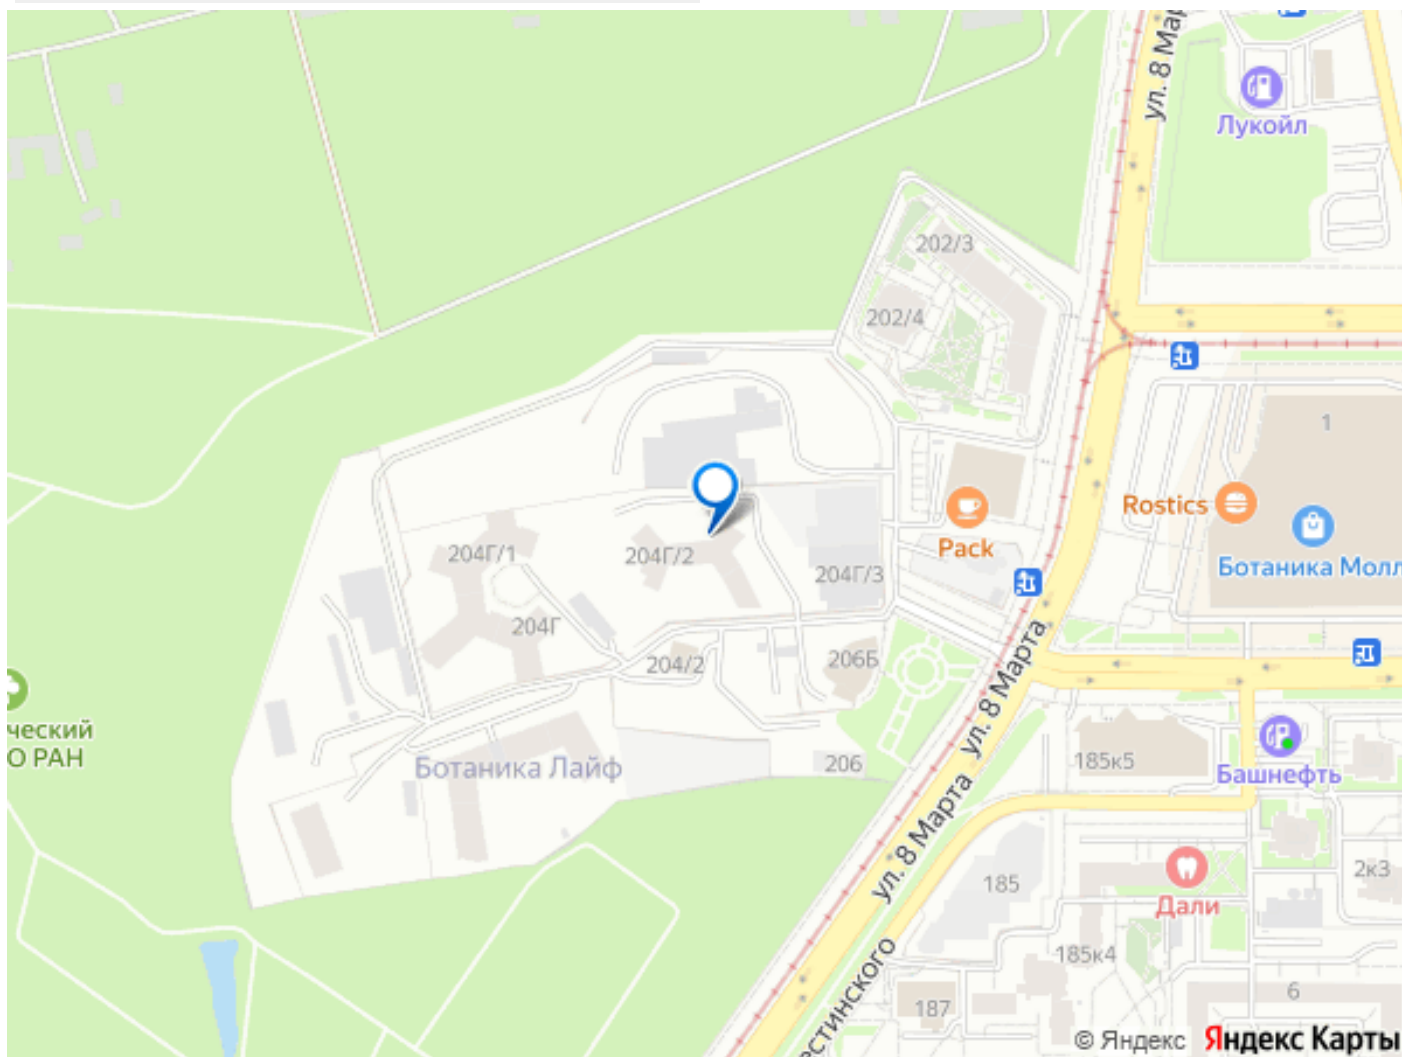 ул. 8 Мар
Лукойл
202/3
202/4
1
Rostics
Pack
Ботаника Молл
204Г/1
204Г/2
204Г/3
204Г
204/2
206Б
ул. 8 Марта
ческий
О РАН
Ботаника Лайф
206
185к5
Башнефть
ул. 8 Марта
185
2к3
Дали
185к4
естинского
187
6
© Яндекс Яндекс Карты